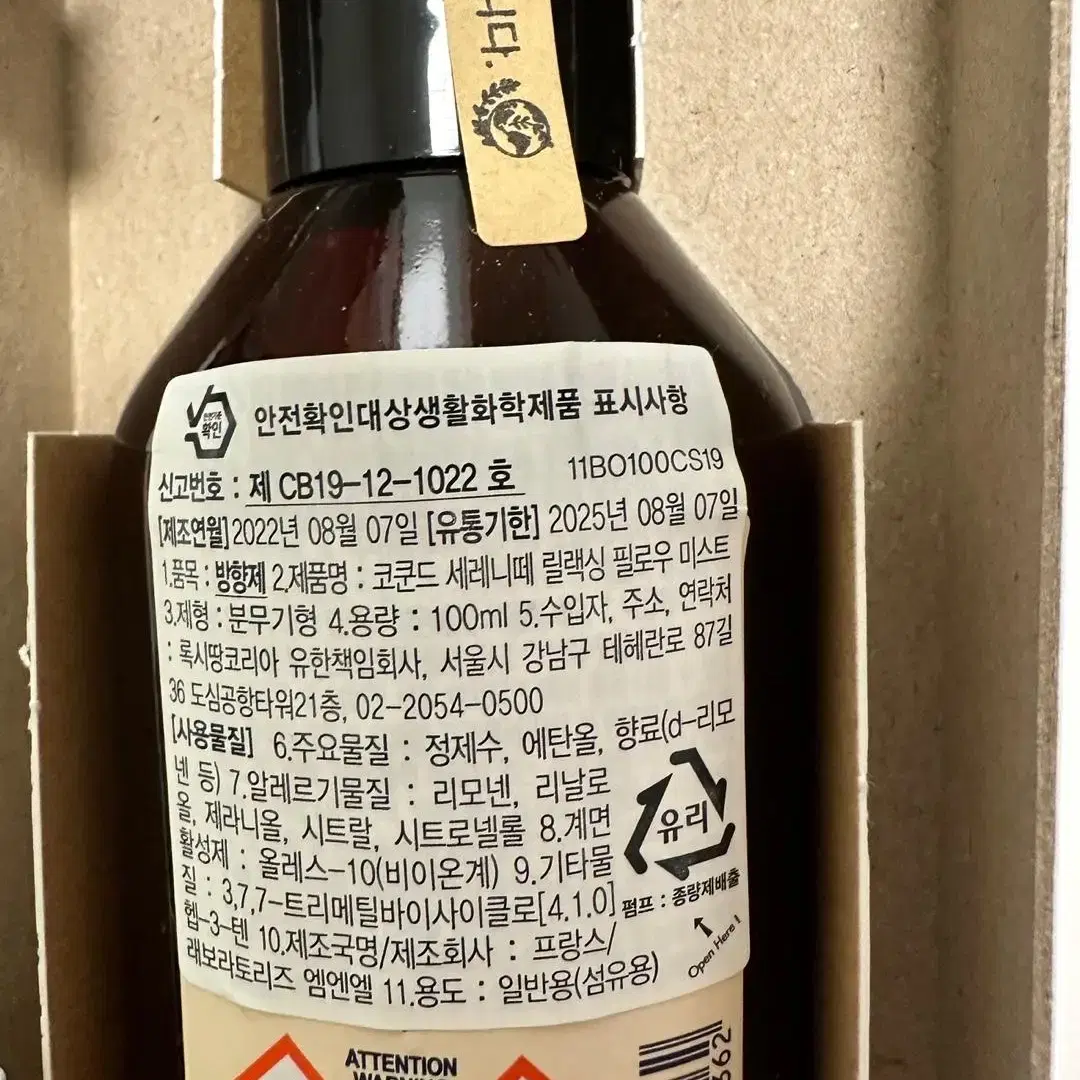 니다.
안전기준
확인
안전확인대상생활화학제품 표시사항
신고번호 : 제 CB19-12-1022 호 11BO100CS19
[제조연월] 2022년 08월 07일 [유통기한] 2025년 08월 07일
1.품목 : 방향제 2.제품명 : 코쿤드 세레니떼 릴랙싱 필로우 미스트
3.제형 : 분무기형 4.용량 : 100ml 5.수입자, 주소, 연락처
: 록시땅코리아 유한책임회사, 서울시 강남구 테헤란로 87길
36 도심공항타워21층, 02-2054-0500
[사용물질] 6.주요물질 : 정제수, 에탄올, 향료(d-리모
넨 등) 7.알레르기물질 : 리모넨, 리날로
올, 제라니올, 시트랄, 시트로넬롤 8.계면
활성제 : 올레스-10(비이온계) 9.기타물
질 : 3,7,7-트리메틸바이사이클로[4.1.0]
헵-3-텐 10.제조국명/제조회사 : 프랑스/
래보라토리즈 엠엔엘 11.용도 : 일반용(섬유용)
유리
펌프 : 종량제배출
Open Here !
ATTENTION
WARNING